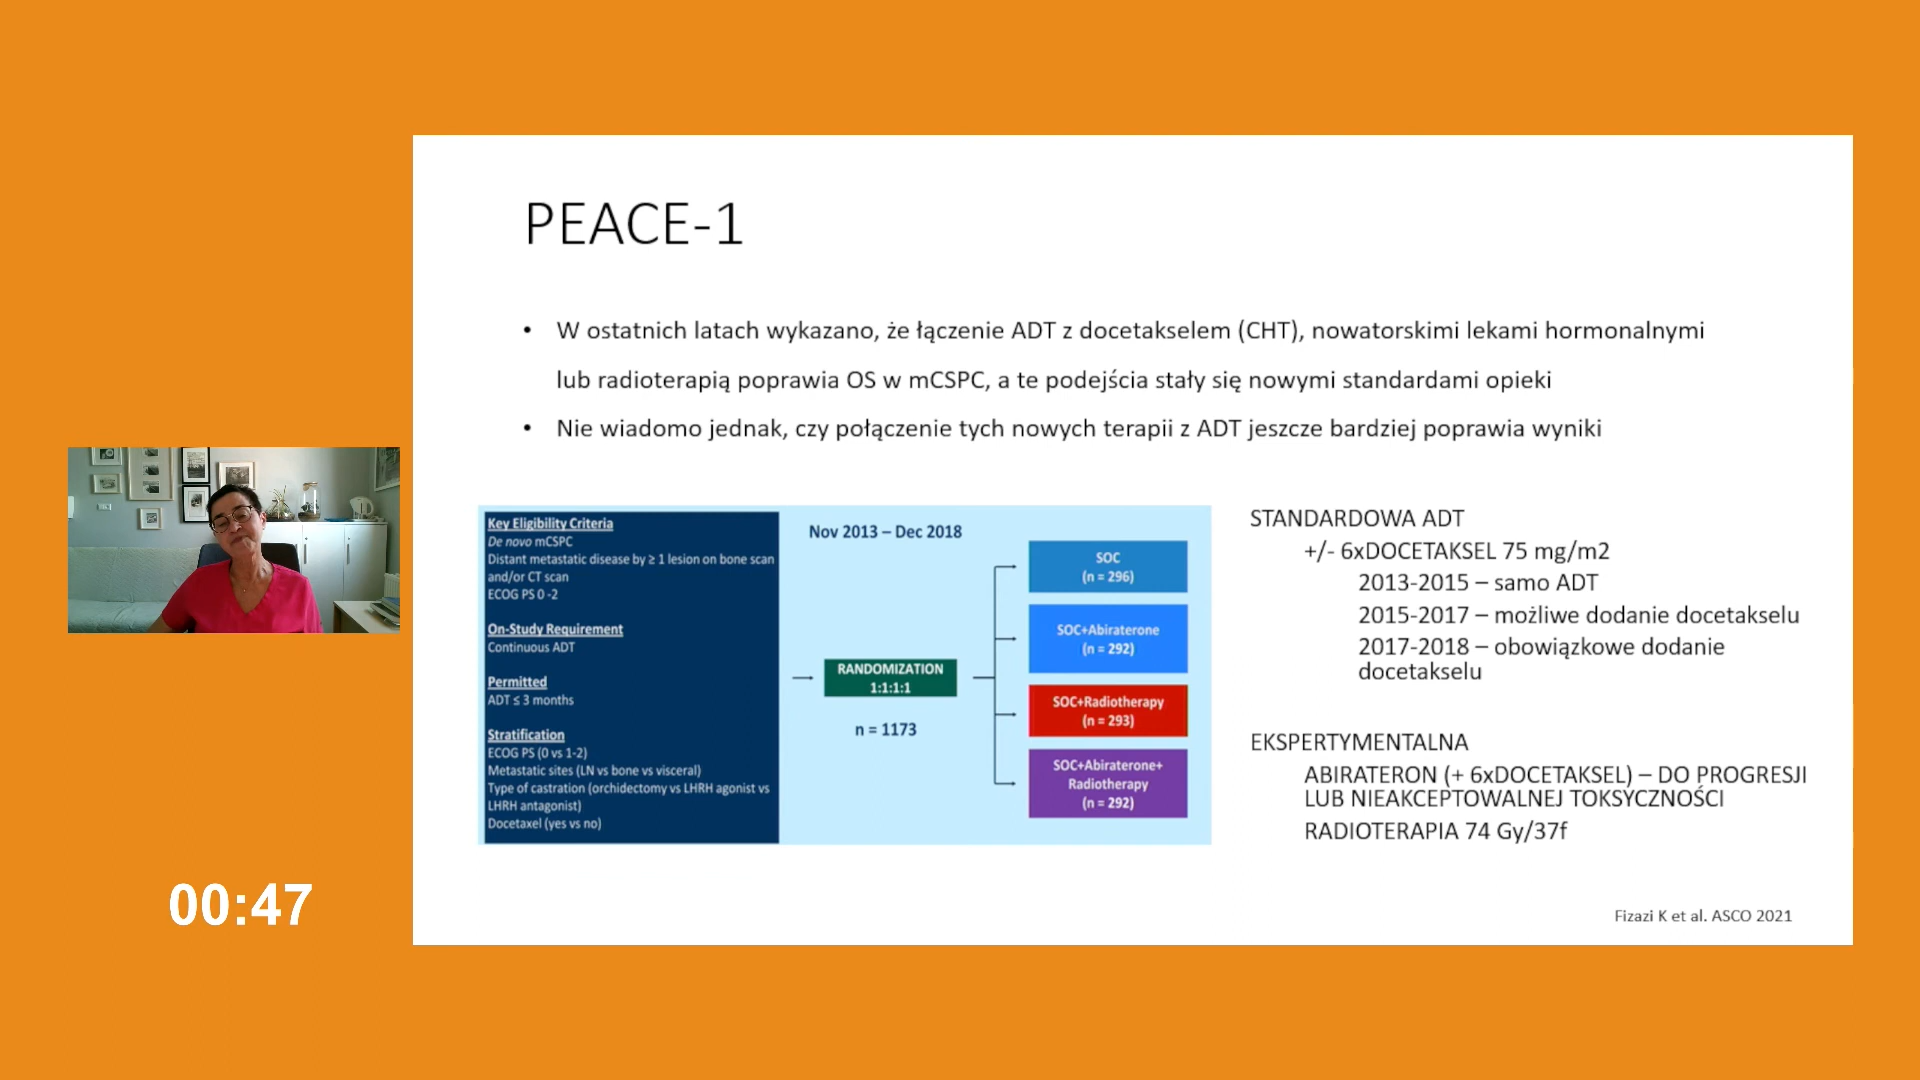 PEACE-1
• W ostatnich latach wykazano, że łączenie ADT z docetakselem (CHT), nowatorskimi lekami hormonalnymi
lub radioterapią poprawia OS w mCSPC, a te podejścia stały się nowymi standardami opieki
• Nie wiadomo jednak, czy połączenie tych nowych terapii z ADT jeszcze bardziej poprawia wyniki
Key Eligibility Criteria
De novo mCSPC
Distant metastatic disease by ≥ 1 lesion on bone scan
and/or CT scan
ECOG PS 0 -2
On-Study Requirement
Continuous ADT
Permitted
ADT ≤ 3 months
Stratification
ECOG PS (0 vs 1-2)
Metastatic sites (LN vs bone vs visceral)
Type of castration (orchidectomy vs LHRH agonist vs
LHRH antagonist)
Docetaxel (yes vs no)
Nov 2013 – Dec 2018
RANDOMIZATION
1:1:1:1
n = 1173
SOC
(n = 296)
SOC+Abiraterone
(n = 292)
SOC+Radiotherapy
(n = 293)
SOC+Abiraterone+
Radiotherapy
(n = 292)
STANDARDOWA ADT
+/- 6xDOCETAKSEL 75 mg/m2
2013-2015 – samo ADT
2015-2017 – możliwe dodanie docetakselu
2017-2018 – obowiązkowe dodanie
docetakselu
EKSPERTYMENTALNA
ABIRATERON (+ 6xDOCETAKSEL) – DO PROGRESJI
LUB NIEAKCEPTOWALNEJ TOKSYCZNOŚCI
RADIOTERAPIA 74 Gy/37f
Fizazi K et al. ASCO 2021
00:47